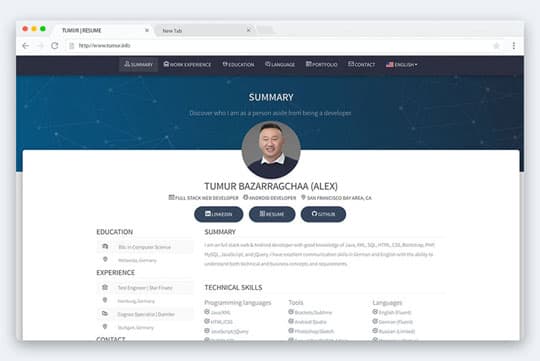 TUMUR | RESUME
New Tab
http://www.tumur.info
SUMMARY WORK EXPERIENCE EDUCATION LANGUAGE PORTFOLIO CONTACT ENGLISH
SUMMARY
Discover who I am as a person aside from being a developer.
TUMUR BAZARRAGCHAA (ALEX)
FULL STACK WEB DEVELOPER ANDROID DEVELOPER SAN FRANCISCO BAY AREA, CA
LINKEDIN RESUME GITHUB
EDUCATION
BSc. in Computer Science
Germany
EXPERIENCE
Test Engineer | Star Finanz
Hamburg, Germany
Cognos Specialist | Daimler
Stuttgart, Germany
CONTACT
SUMMARY
I am an full stack web & Android developer with good knowledge of Java, XML, SQL, HTML, CSS, Bootstrap, PHP,
MySQL, JavaScript, and jQuery. I have excellent communication skills in German and English with the ability to
understand both technical and business concepts and requirements.
TECHNICAL SKILLS
Programming languages
Java/XML
HTML/CSS
JavaScript/jQuery
Tools
Brackets/Sublime
Android Studio
Photoshop/Sketch
Languages
English (Fluent)
German (Fluent)
Russian (Limited)